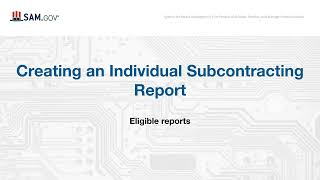 SAM.GOV®
Creating an Individual Subcontracting
Report
Eligible reports